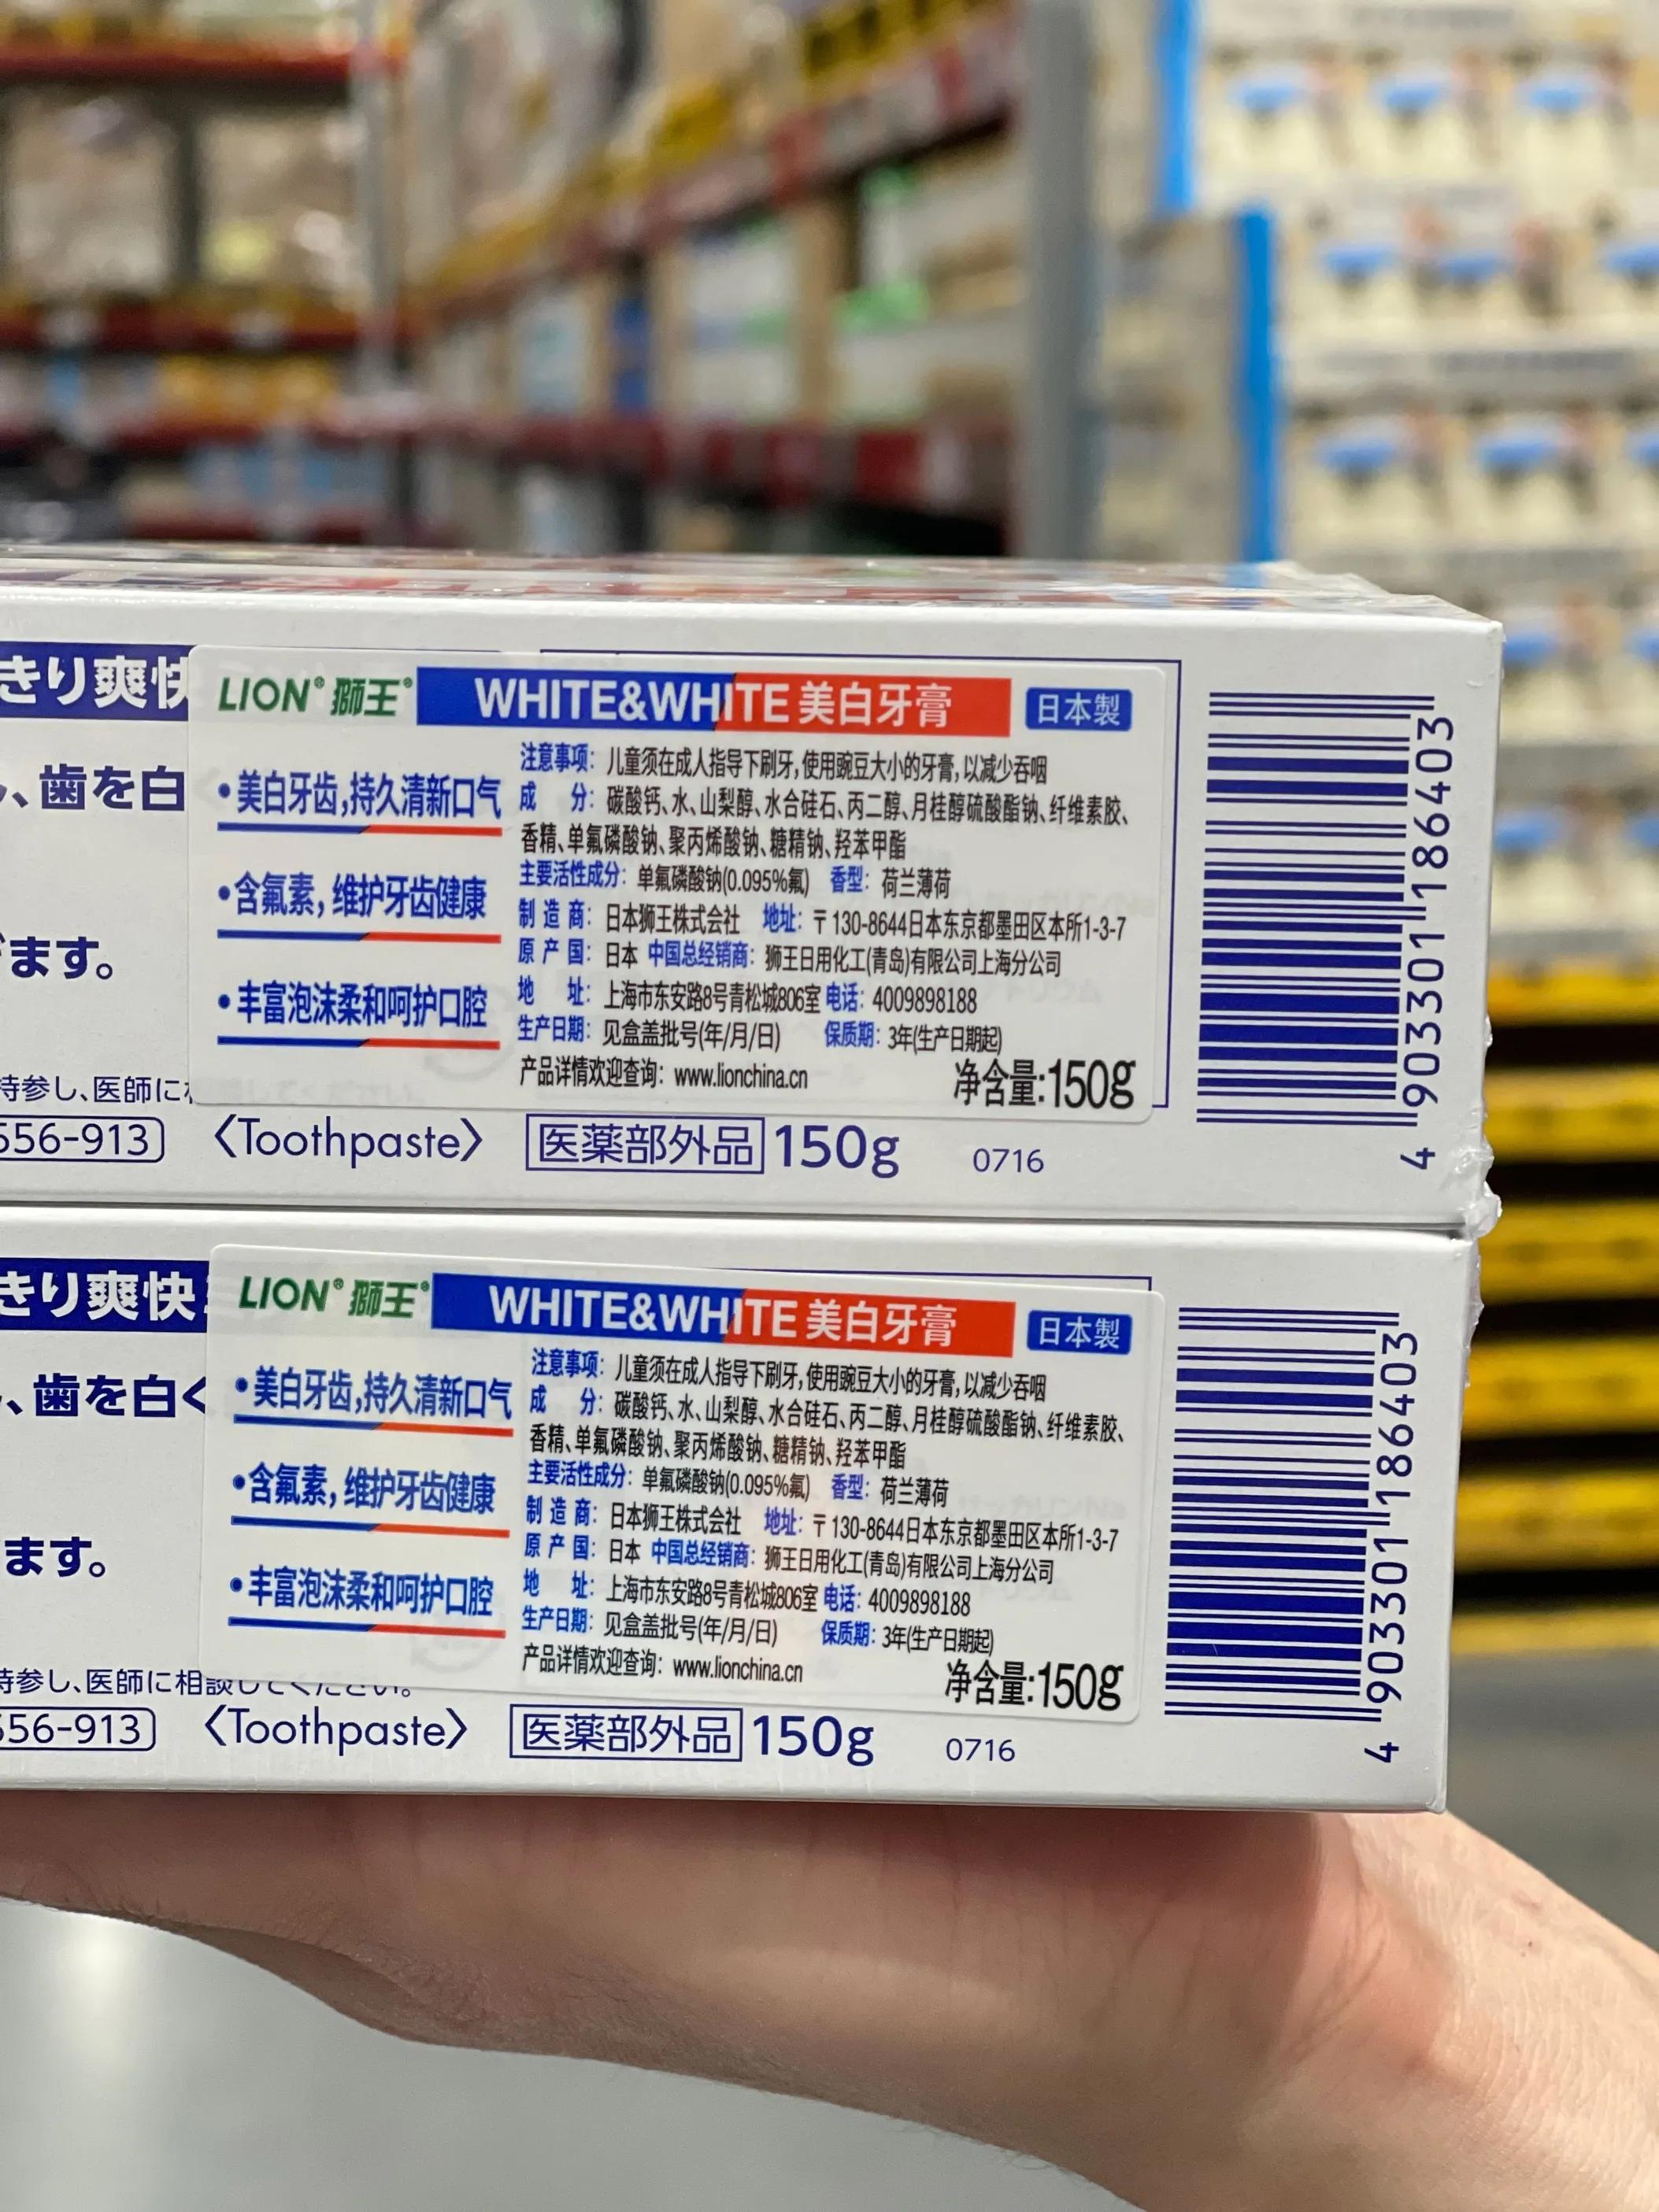 きり爽快
LION® 獅王® WHITE&WHITE 美白牙膏 日本製
、歯を白
•美白牙齿,持久清新口气
•含氟素,维护牙齿健康
•丰富泡沫柔和呵护口腔
注意事项: 儿童须在成人指导下刷牙,使用豌豆大小的牙膏,以减少吞咽
成 分: 碳酸钙、水、山梨醇、水合硅石、丙二醇、月桂醇硫酸酯钠、纤维素胶、
香精、单氟磷酸钠、聚丙烯酸钠、糖精钠、羟苯甲酯
主要活性成分: 单氟磷酸钠(0.095%氟) 香型: 荷兰薄荷
制 造 商: 日本狮王株式会社 地址: 〒130-8644日本东京都墨田区本所1-3-7
原 产 国: 日本 中国总经销商: 狮王日用化工(青岛)有限公司上海分公司
地 址: 上海市东安路8号青松城806室 电话: 4009898188
生产日期: 见盒盖批号(年/月/日) 保质期: 3年(生产日期起)
产品详情欢迎查询: www.lionchina.cn 净含量:150g
ます。
持参し、医師に
556-913 〈Toothpaste〉 医薬部外品 150g 0716
4 903301 186403
きり爽快
LION® 獅王® WHITE&WHITE 美白牙膏 日本製
、歯を白く
•美白牙齿,持久清新口气
•含氟素,维护牙齿健康
•丰富泡沫柔和呵护口腔
注意事项: 儿童须在成人指导下刷牙,使用豌豆大小的牙膏,以减少吞咽
成 分: 碳酸钙、水、山梨醇、水合硅石、丙二醇、月桂醇硫酸酯钠、纤维素胶、
香精、单氟磷酸钠、聚丙烯酸钠、糖精钠、羟苯甲酯
主要活性成分: 单氟磷酸钠(0.095%氟) 香型: 荷兰薄荷
制 造 商: 日本狮王株式会社 地址: 〒130-8644日本东京都墨田区本所1-3-7
原 产 国: 日本 中国总经销商: 狮王日用化工(青岛)有限公司上海分公司
地 址: 上海市东安路8号青松城806室 电话: 4009898188
生产日期: 见盒盖批号(年/月/日) 保质期: 3年(生产日期起)
产品详情欢迎查询: www.lionchina.cn 净含量:150g
ます。
持参し、医師に相談してください。
556-913 〈Toothpaste〉 医薬部外品 150g 0716
4 903301 186403